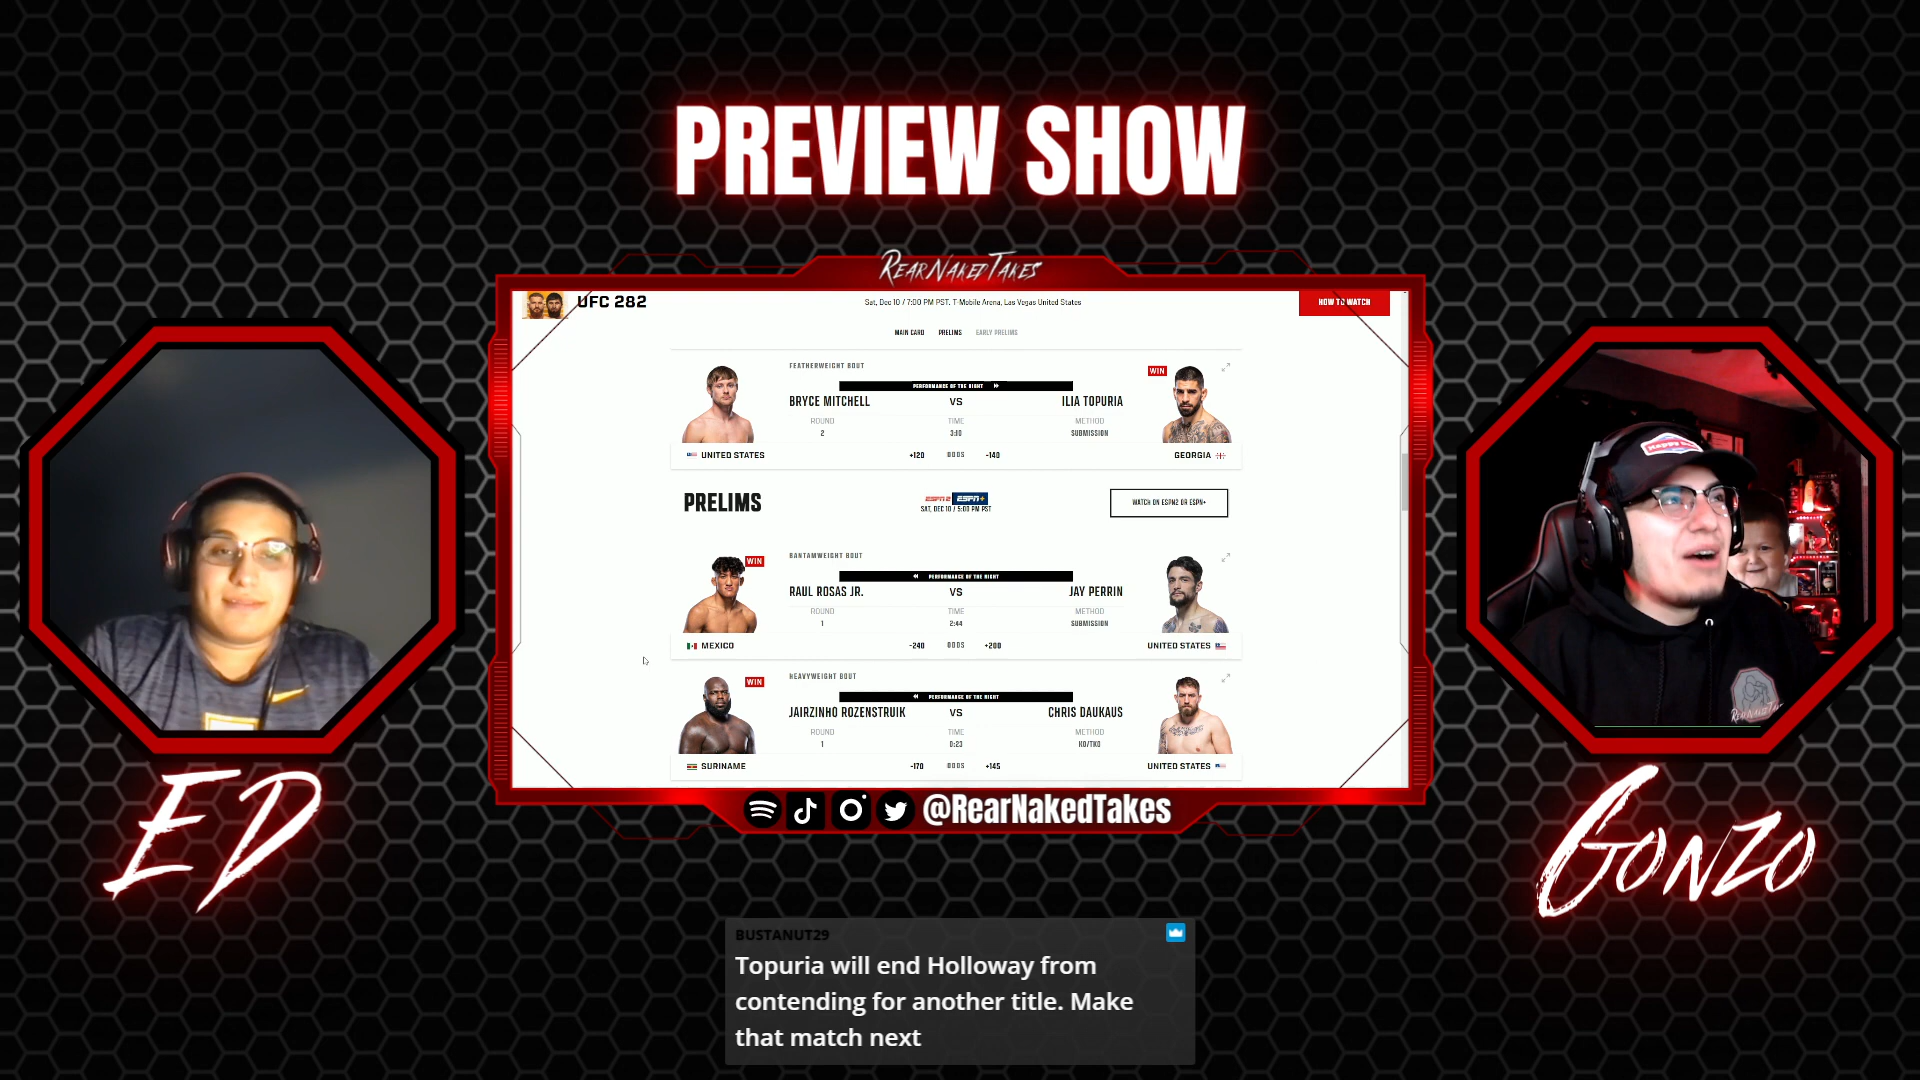 PREVIEW SHOW
REARNAKEDTAKES
UFC 282
Sat, Dec 10 / 7:00 PM PST. T-Mobile Arena, Las Vegas United States
HOW TO WATCH
MAIN CARD PRELIMS EARLY PRELIMS
FEATHERWEIGHT BOUT
WIN
PERFORMANCE OF THE NIGHT
BRYCE MITCHELL VS ILIA TOPURIA
ROUND TIME METHOD
2 3:10 SUBMISSION
UNITED STATES +120 ODDS -140 GEORGIA
PRELIMS
ESPN2 ESPN+
SAT, DEC 10 / 5:00 PM PST
WATCH ON ESPN2 OR ESPN+
BANTAMWEIGHT BOUT
WIN
PERFORMANCE OF THE NIGHT
RAUL ROSAS JR. VS JAY PERRIN
ROUND TIME METHOD
1 2:44 SUBMISSION
MEXICO -240 ODDS +200 UNITED STATES
HEAVYWEIGHT BOUT
WIN
PERFORMANCE OF THE NIGHT
JAIRZINHO ROZENSTRUIK VS CHRIS DAUKAUS
ROUND TIME METHOD
1 0:23 KO/TKO
SURINAME -170 ODDS +145 UNITED STATES
@RearNakedTakes
ED
GONZO
BUSTANUT29
Topuria will end Holloway from
contending for another title. Make
that match next